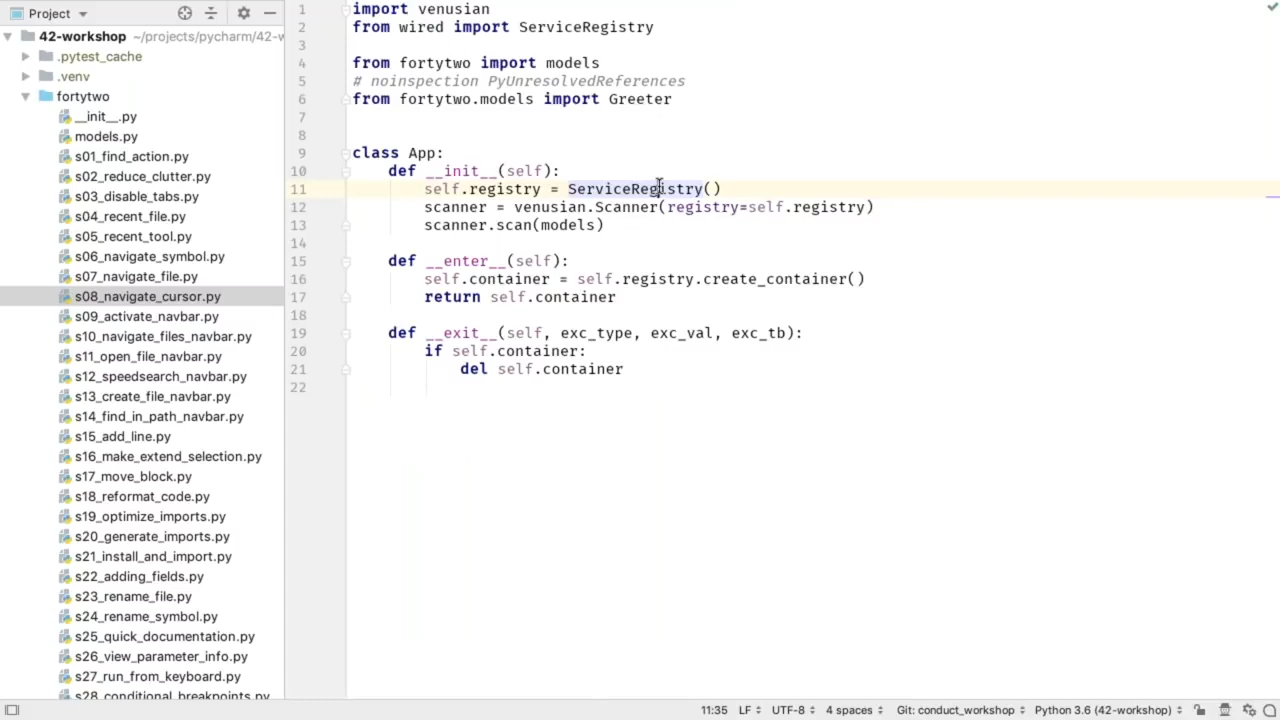 Project
42-workshop ~/projects/pycharm/42-w
.pytest_cache
.venv
fortytwo
__init__.py
models.py
s01_find_action.py
s02_reduce_clutter.py
s03_disable_tabs.py
s04_recent_file.py
s05_recent_tool.py
s06_navigate_symbol.py
s07_navigate_file.py
s08_navigate_cursor.py
s09_activate_navbar.py
s10_navigate_files_navbar.py
s11_open_file_navbar.py
s12_speedsearch_navbar.py
s13_create_file_navbar.py
s14_find_in_path_navbar.py
s15_add_line.py
s16_make_extend_selection.py
s17_move_block.py
s18_reformat_code.py
s19_optimize_imports.py
s20_generate_imports.py
s21_install_and_import.py
s22_adding_fields.py
s23_rename_file.py
s24_rename_symbol.py
s25_quick_documentation.py
s26_view_parameter_info.py
s27_run_from_keyboard.py
s28_conditional_breakpoints.py
1 import venusian
2 from wired import ServiceRegistry
3
4 from fortytwo import models
5 # noinspection PyUnresolvedReferences
6 from fortytwo.models import Greeter
7
8
9 class App:
10 def __init__(self):
11 self.registry = ServiceRegistry()
12 scanner = venusian.Scanner(registry=self.registry)
13 scanner.scan(models)
14
15 def __enter__(self):
16 self.container = self.registry.create_container()
17 return self.container
18
19 def __exit__(self, exc_type, exc_val, exc_tb):
20 if self.container:
21 del self.container
22
11:35 LF UTF-8 4 spaces Git: conduct_workshop Python 3.6 (42-workshop)